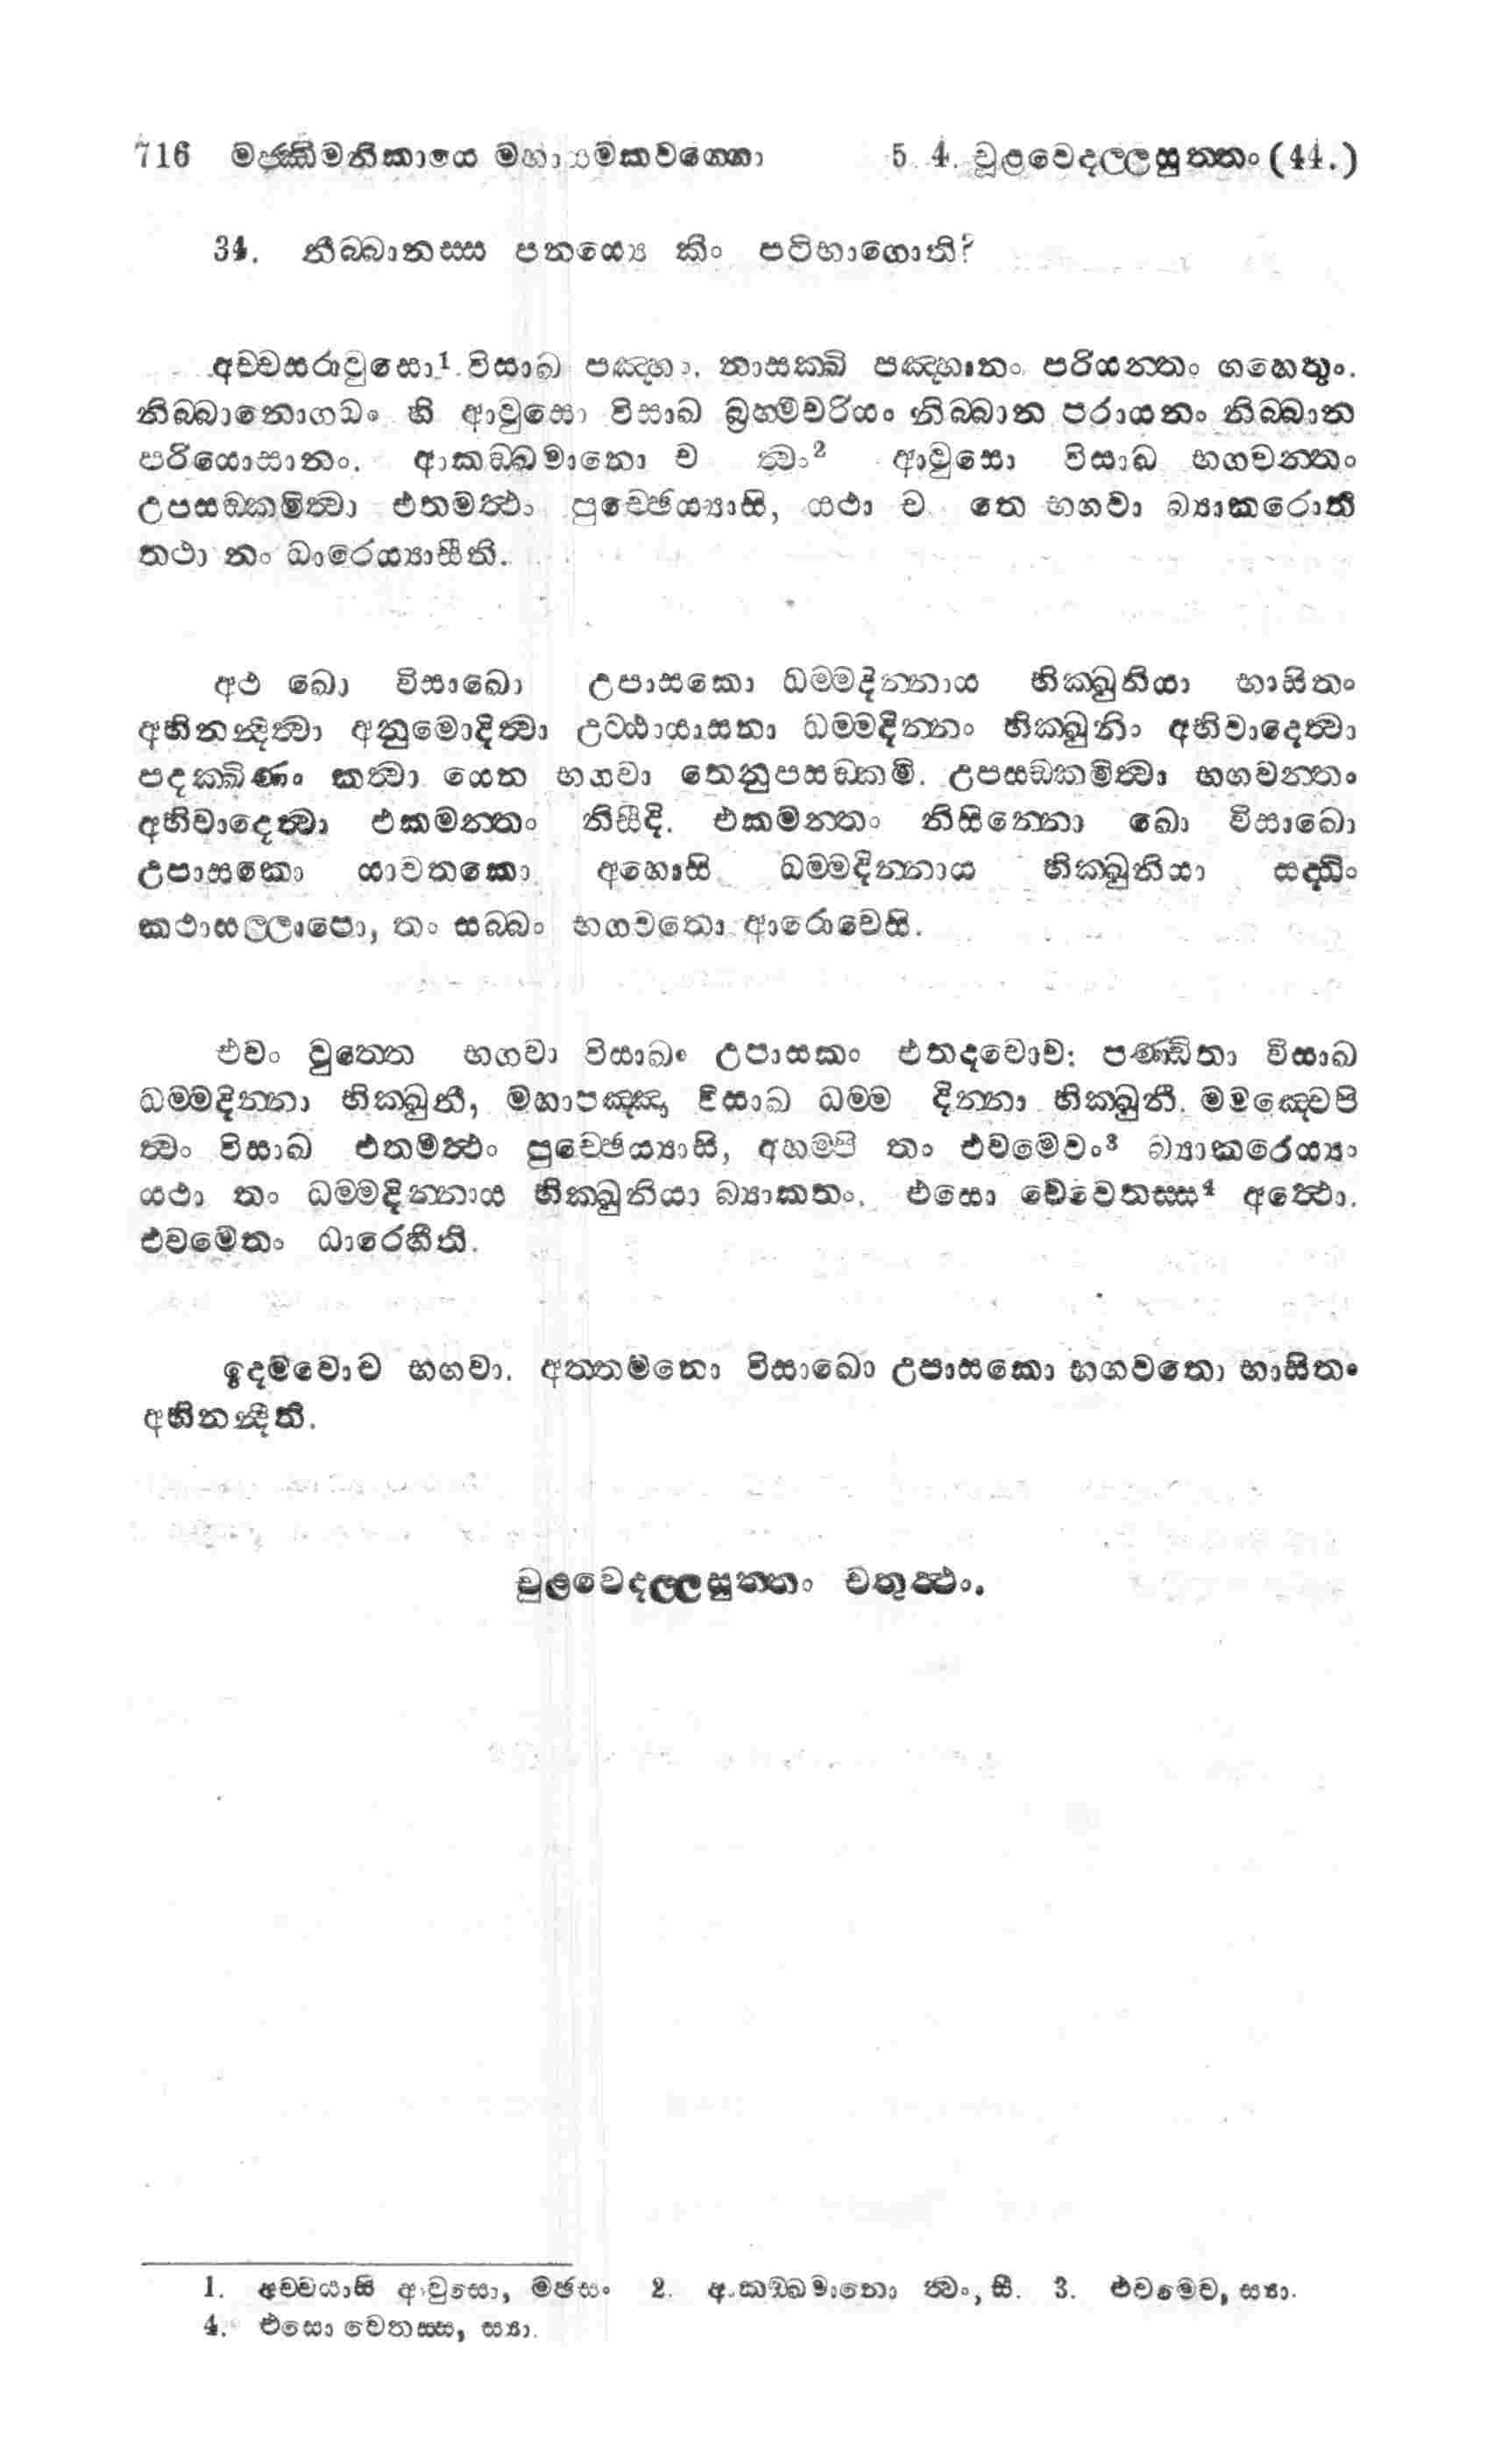 716 මජ්ඣිමනිකායෙ මහායමකවග්ගො 5. 4. චූළවෙදල්ලසුත්තං (44.)
34. නිබ්බානස්ස පනය්යෙ කිං පටිභාගොති?
අච්චසරාවුසො¹ විසාඛ පඤ්හං. නාසක්ඛි පඤ්හානං පරියන්තං ගහෙතුං.
නිබ්බානොගධං හි ආවුසො විසාඛ බ්‍රහ්මචරියං නිබ්බාන පරායනං නිබ්බාන
පරියොසානං. ආකඞ්ඛමානො ච ත්වං² ආවුසො විසාඛ භගවන්තං
උපසඞ්කමිත්වා එතමත්ථං පුච්ඡෙය්‍යාසි, යථා ච තෙ භගවා බ්‍යාකරොති
තථා නං ධාරෙය්‍යාසීති.
අථ ඛො විසාඛො උපාසකො ධම්මදින්නාය භික්ඛුනියා භාසිතං
අභිනන්දිත්වා අනුමොදිත්වා උට්ඨායාසනා ධම්මදින්නං භික්ඛුනිං අභිවාදෙත්වා
පදක්ඛිණං කත්වා යෙන භගවා තෙනුපසඞ්කමි. උපසඞ්කමිත්වා භගවන්තං
අභිවාදෙත්වා එකමන්තං නිසීදි. එකමන්තං නිසින්නො ඛො විසාඛො
උපාසකො යාවතකො අහොසි ධම්මදින්නාය භික්ඛුනියා සද්ධිං
කථාසල්ලාපො, තං සබ්බං භගවතො ආරොචෙසි.
එවං වුත්තෙ භගවා විසාඛං උපාසකං එතදවොච: පණ්ඩිතා විසාඛ
ධම්මදින්නා භික්ඛුනී, මහාපඤ්ඤා විසාඛ ධම්ම දින්නා භික්ඛුනී. මමඤ්චෙපි
ත්වං විසාඛ එතමත්ථං පුච්ඡෙය්‍යාසි, අහම්පි තං එවමෙවං³ බ්‍යාකරෙය්‍යං
යථා තං ධම්මදින්නාය භික්ඛුනියා බ්‍යාකතං. එසො චෙවෙතස්ස⁴ අත්ථො.
එවමෙතං ධාරෙහීති.
ඉදමවොච භගවා. අත්තමනො විසාඛො උපාසකො භගවතො භාසිතං
අභිනන්දීති.
චූළවෙදල්ලසුත්තං චතුත්ථං.
1. අච්චයාසි ආවුසො, මඡසං 2. ආකඞ්ඛමානො ත්වං, සී. 3. එවමෙව, ස්‍යා.
4. එසො වෙතස්ස, ස්‍යා.